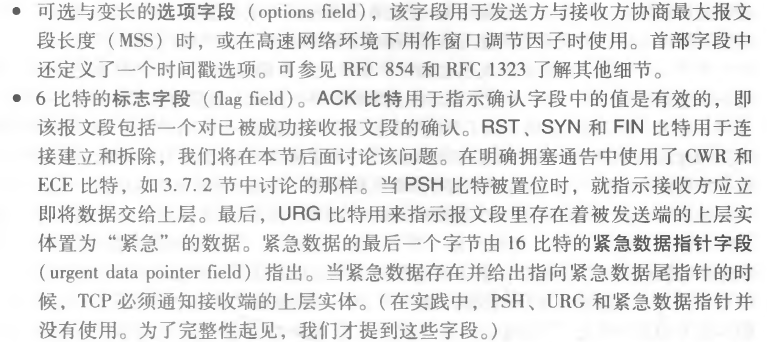 • 可选与变长的选项字段（options field），该字段用于发送方与接收方协商最大报文
段长度（MSS）时，或在高速网络环境下用作窗口调节因子时使用。首部字段中
还定义了一个时间戳选项。可参见 RFC 854 和 RFC 1323 了解其他细节。
• 6 比特的标志字段（flag field）。ACK 比特用于指示确认字段中的值是有效的，即
该报文段包括一个对已被成功接收报文段的确认。RST、SYN 和 FIN 比特用于连
接建立和拆除，我们将在本节后面讨论该问题。在明确拥塞通告中使用了 CWR 和
ECE 比特，如 3.7.2 节中讨论的那样。当 PSH 比特被置位时，就指示接收方应立
即将数据交给上层。最后，URG 比特用来指示报文段里存在着被发送端的上层实
体置为“紧急”的数据。紧急数据的最后一个字节由 16 比特的紧急数据指针字段
（urgent data pointer field）指出。当紧急数据存在并给出指向紧急数据尾指针的时
候，TCP 必须通知接收端的上层实体。（在实践中，PSH、URG 和紧急数据指针并
没有使用。为了完整性起见，我们才提到这些字段。）